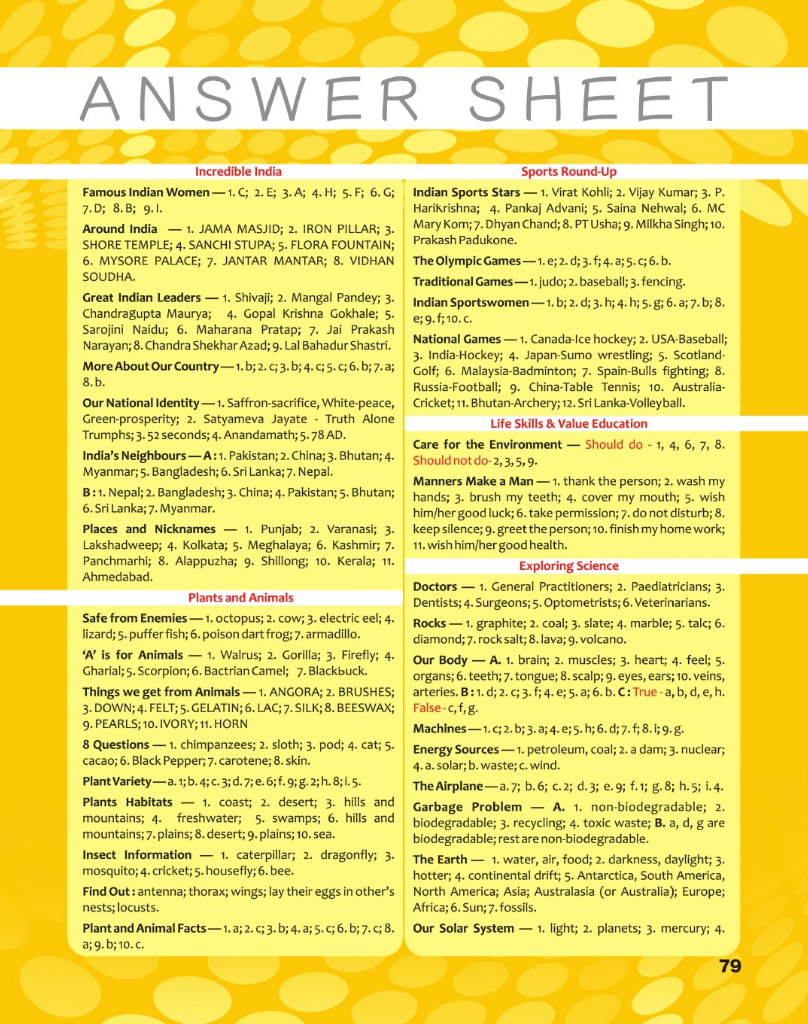 ANSWER SHEET
Incredible India
Famous Indian Women — 1. C; 2. E; 3. A; 4. H; 5. F; 6. G;
7. D; 8. B; 9. I.
Around India — 1. JAMA MASJID; 2. IRON PILLAR; 3.
SHORE TEMPLE; 4. SANCHI STUPA; 5. FLORA FOUNTAIN;
6. MYSORE PALACE; 7. JANTAR MANTAR; 8. VIDHAN
SOUDHA.
Great Indian Leaders — 1. Shivaji; 2. Mangal Pandey; 3.
Chandragupta Maurya; 4. Gopal Krishna Gokhale; 5.
Sarojini Naidu; 6. Maharana Pratap; 7. Jai Prakash
Narayan; 8. Chandra Shekhar Azad; 9. Lal Bahadur Shastri.
More About Our Country — 1. b; 2. c; 3. b; 4. c; 5. c; 6. b; 7. a;
8. b.
Our National Identity — 1. Saffron-sacrifice, White-peace,
Green-prosperity; 2. Satyameva Jayate - Truth Alone
Trumphs; 3. 52 seconds; 4. Anandamath; 5. 78 AD.
India's Neighbours — A : 1. Pakistan; 2. China; 3. Bhutan; 4.
Myanmar; 5. Bangladesh; 6. Sri Lanka; 7. Nepal.
B : 1. Nepal; 2. Bangladesh; 3. China; 4. Pakistan; 5. Bhutan;
6. Sri Lanka; 7. Myanmar.
Places and Nicknames — 1. Punjab; 2. Varanasi; 3.
Lakshadweep; 4. Kolkata; 5. Meghalaya; 6. Kashmir; 7.
Panchmarhi; 8. Alappuzha; 9. Shillong; 10. Kerala; 11.
Ahmedabad.
Plants and Animals
Safe from Enemies — 1. octopus; 2. cow; 3. electric eel; 4.
lizard; 5. puffer fish; 6. poison dart frog; 7. armadillo.
'A' is for Animals — 1. Walrus; 2. Gorilla; 3. Firefly; 4.
Gharial; 5. Scorpion; 6. Bactrian Camel; 7. Blackbuck.
Things we get from Animals — 1. ANGORA; 2. BRUSHES;
3. DOWN; 4. FELT; 5. GELATIN; 6. LAC; 7. SILK; 8. BEESWAX;
9. PEARLS; 10. IVORY; 11. HORN
8 Questions — 1. chimpanzees; 2. sloth; 3. pod; 4. cat; 5.
cacao; 6. Black Pepper; 7. carotene; 8. skin.
Plant Variety — a. 1; b. 4; c. 3; d. 7; e. 6; f. 9; g. 2; h. 8; i. 5.
Plants Habitats — 1. coast; 2. desert; 3. hills and
mountains; 4. freshwater; 5. swamps; 6. hills and
mountains; 7. plains; 8. desert; 9. plains; 10. sea.
Insect Information — 1. caterpillar; 2. dragonfly; 3.
mosquito; 4. cricket; 5. housefly; 6. bee.
Find Out : antenna; thorax; wings; lay their eggs in other's
nests; locusts.
Plant and Animal Facts — 1. a; 2. c; 3. b; 4. a; 5. c; 6. b; 7. c; 8.
a; 9. b; 10. c.
Sports Round-Up
Indian Sports Stars — 1. Virat Kohli; 2. Vijay Kumar; 3. P.
HariKrishna; 4. Pankaj Advani; 5. Saina Nehwal; 6. MC
Mary Kom; 7. Dhyan Chand; 8. PT Usha; 9. Milkha Singh; 10.
Prakash Padukone.
The Olympic Games — 1. e; 2. d; 3. f; 4. a; 5. c; 6. b.
Traditional Games — 1. judo; 2. baseball; 3. fencing.
Indian Sportswomen — 1. b; 2. d; 3. h; 4. h; 5. g; 6. a; 7. b; 8.
e; 9. f; 10. c.
National Games — 1. Canada-Ice hockey; 2. USA-Baseball;
3. India-Hockey; 4. Japan-Sumo wrestling; 5. Scotland-
Golf; 6. Malaysia-Badminton; 7. Spain-Bulls fighting; 8.
Russia-Football; 9. China-Table Tennis; 10. Australia-
Cricket; 11. Bhutan-Archery; 12. Sri Lanka-Volleyball.
Life Skills & Value Education
Care for the Environment — Should do - 1, 4, 6, 7, 8.
Should not do- 2, 3, 5, 9.
Manners Make a Man — 1. thank the person; 2. wash my
hands; 3. brush my teeth; 4. cover my mouth; 5. wish
him/her good luck; 6. take permission; 7. do not disturb; 8.
keep silence; 9. greet the person; 10. finish my home work;
11. wish him/her good health.
Exploring Science
Doctors — 1. General Practitioners; 2. Paediatricians; 3.
Dentists; 4. Surgeons; 5. Optometrists; 6. Veterinarians.
Rocks — 1. graphite; 2. coal; 3. slate; 4. marble; 5. talc; 6.
diamond; 7. rock salt; 8. lava; 9. volcano.
Our Body — A. 1. brain; 2. muscles; 3. heart; 4. feel; 5.
organs; 6. teeth; 7. tongue; 8. scalp; 9. eyes, ears; 10. veins,
arteries. B : 1. d; 2. c; 3. f; 4. e; 5. a; 6. b. C : True - a, b, d, e, h.
False - c, f, g.
Machines — 1. c; 2. b; 3. a; 4. e; 5. h; 6. d; 7. f; 8. i; 9. g.
Energy Sources — 1. petroleum, coal; 2. a dam; 3. nuclear;
4. a. solar; b. waste; c. wind.
The Airplane — a. 7; b. 6; c. 2; d. 3; e. 9; f. 1; g. 8; h. 5; i. 4.
Garbage Problem — A. 1. non-biodegradable; 2.
biodegradable; 3. recycling; 4. toxic waste; B. a, d, g are
biodegradable; rest are non-biodegradable.
The Earth — 1. water, air, food; 2. darkness, daylight; 3.
hotter; 4. continental drift; 5. Antarctica, South America,
North America; Asia; Australasia (or Australia); Europe;
Africa; 6. Sun; 7. fossils.
Our Solar System — 1. light; 2. planets; 3. mercury; 4.
79